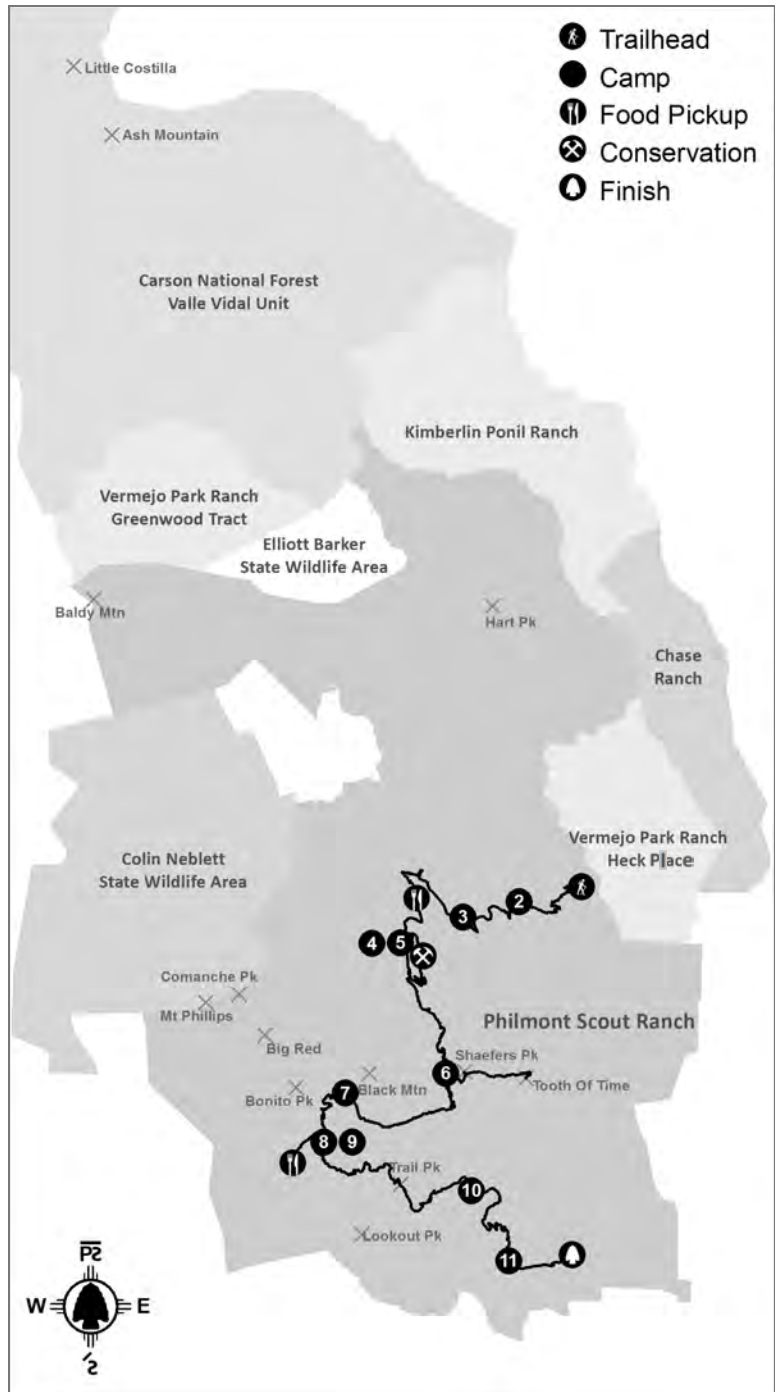 Trailhead
Camp
Food Pickup
Conservation
Finish
Little Costilla
Ash Mountain
Carson National Forest
Valle Vidal Unit
Kimberlin Ponil Ranch
Vermejo Park Ranch
Greenwood Tract
Elliott Barker
State Wildlife Area
Baldy Mtn
Hart Pk
Chase
Ranch
Vermejo Park Ranch
Heck Place
Colin Neblett
State Wildlife Area
2
3
4
5
Comanche Pk
Mt Phillips
Big Red
Philmont Scout Ranch
Shaefers Pk
6
Tooth Of Time
Black Mtn
Bonito Pk
7
8
9
Trail Pk
10
Lookout Pk
11
W
E